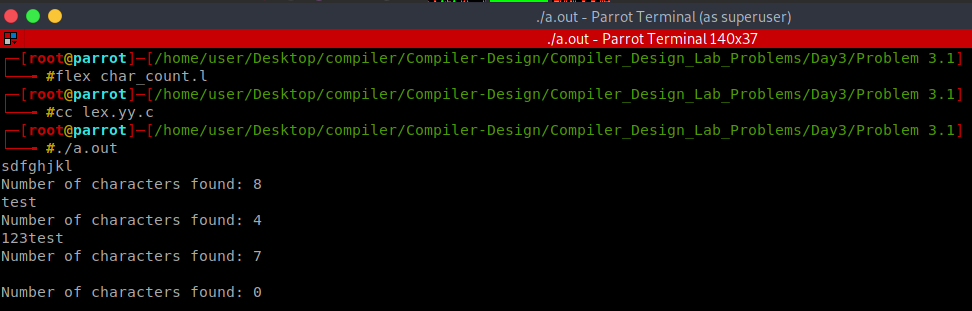 ./a.out - Parrot Terminal (as superuser)
./a.out - Parrot Terminal 140x37
┌─[root@parrot]─[/home/user/Desktop/compiler/Compiler-Design/Compiler_Design_Lab_Problems/Day3/Problem 3.1]
└──╼ #flex char_count.l
┌─[root@parrot]─[/home/user/Desktop/compiler/Compiler-Design/Compiler_Design_Lab_Problems/Day3/Problem 3.1]
└──╼ #cc lex.yy.c
┌─[root@parrot]─[/home/user/Desktop/compiler/Compiler-Design/Compiler_Design_Lab_Problems/Day3/Problem 3.1]
└──╼ #./a.out
sdfghjkl
Number of characters found: 8
test
Number of characters found: 4
123test
Number of characters found: 7
Number of characters found: 0